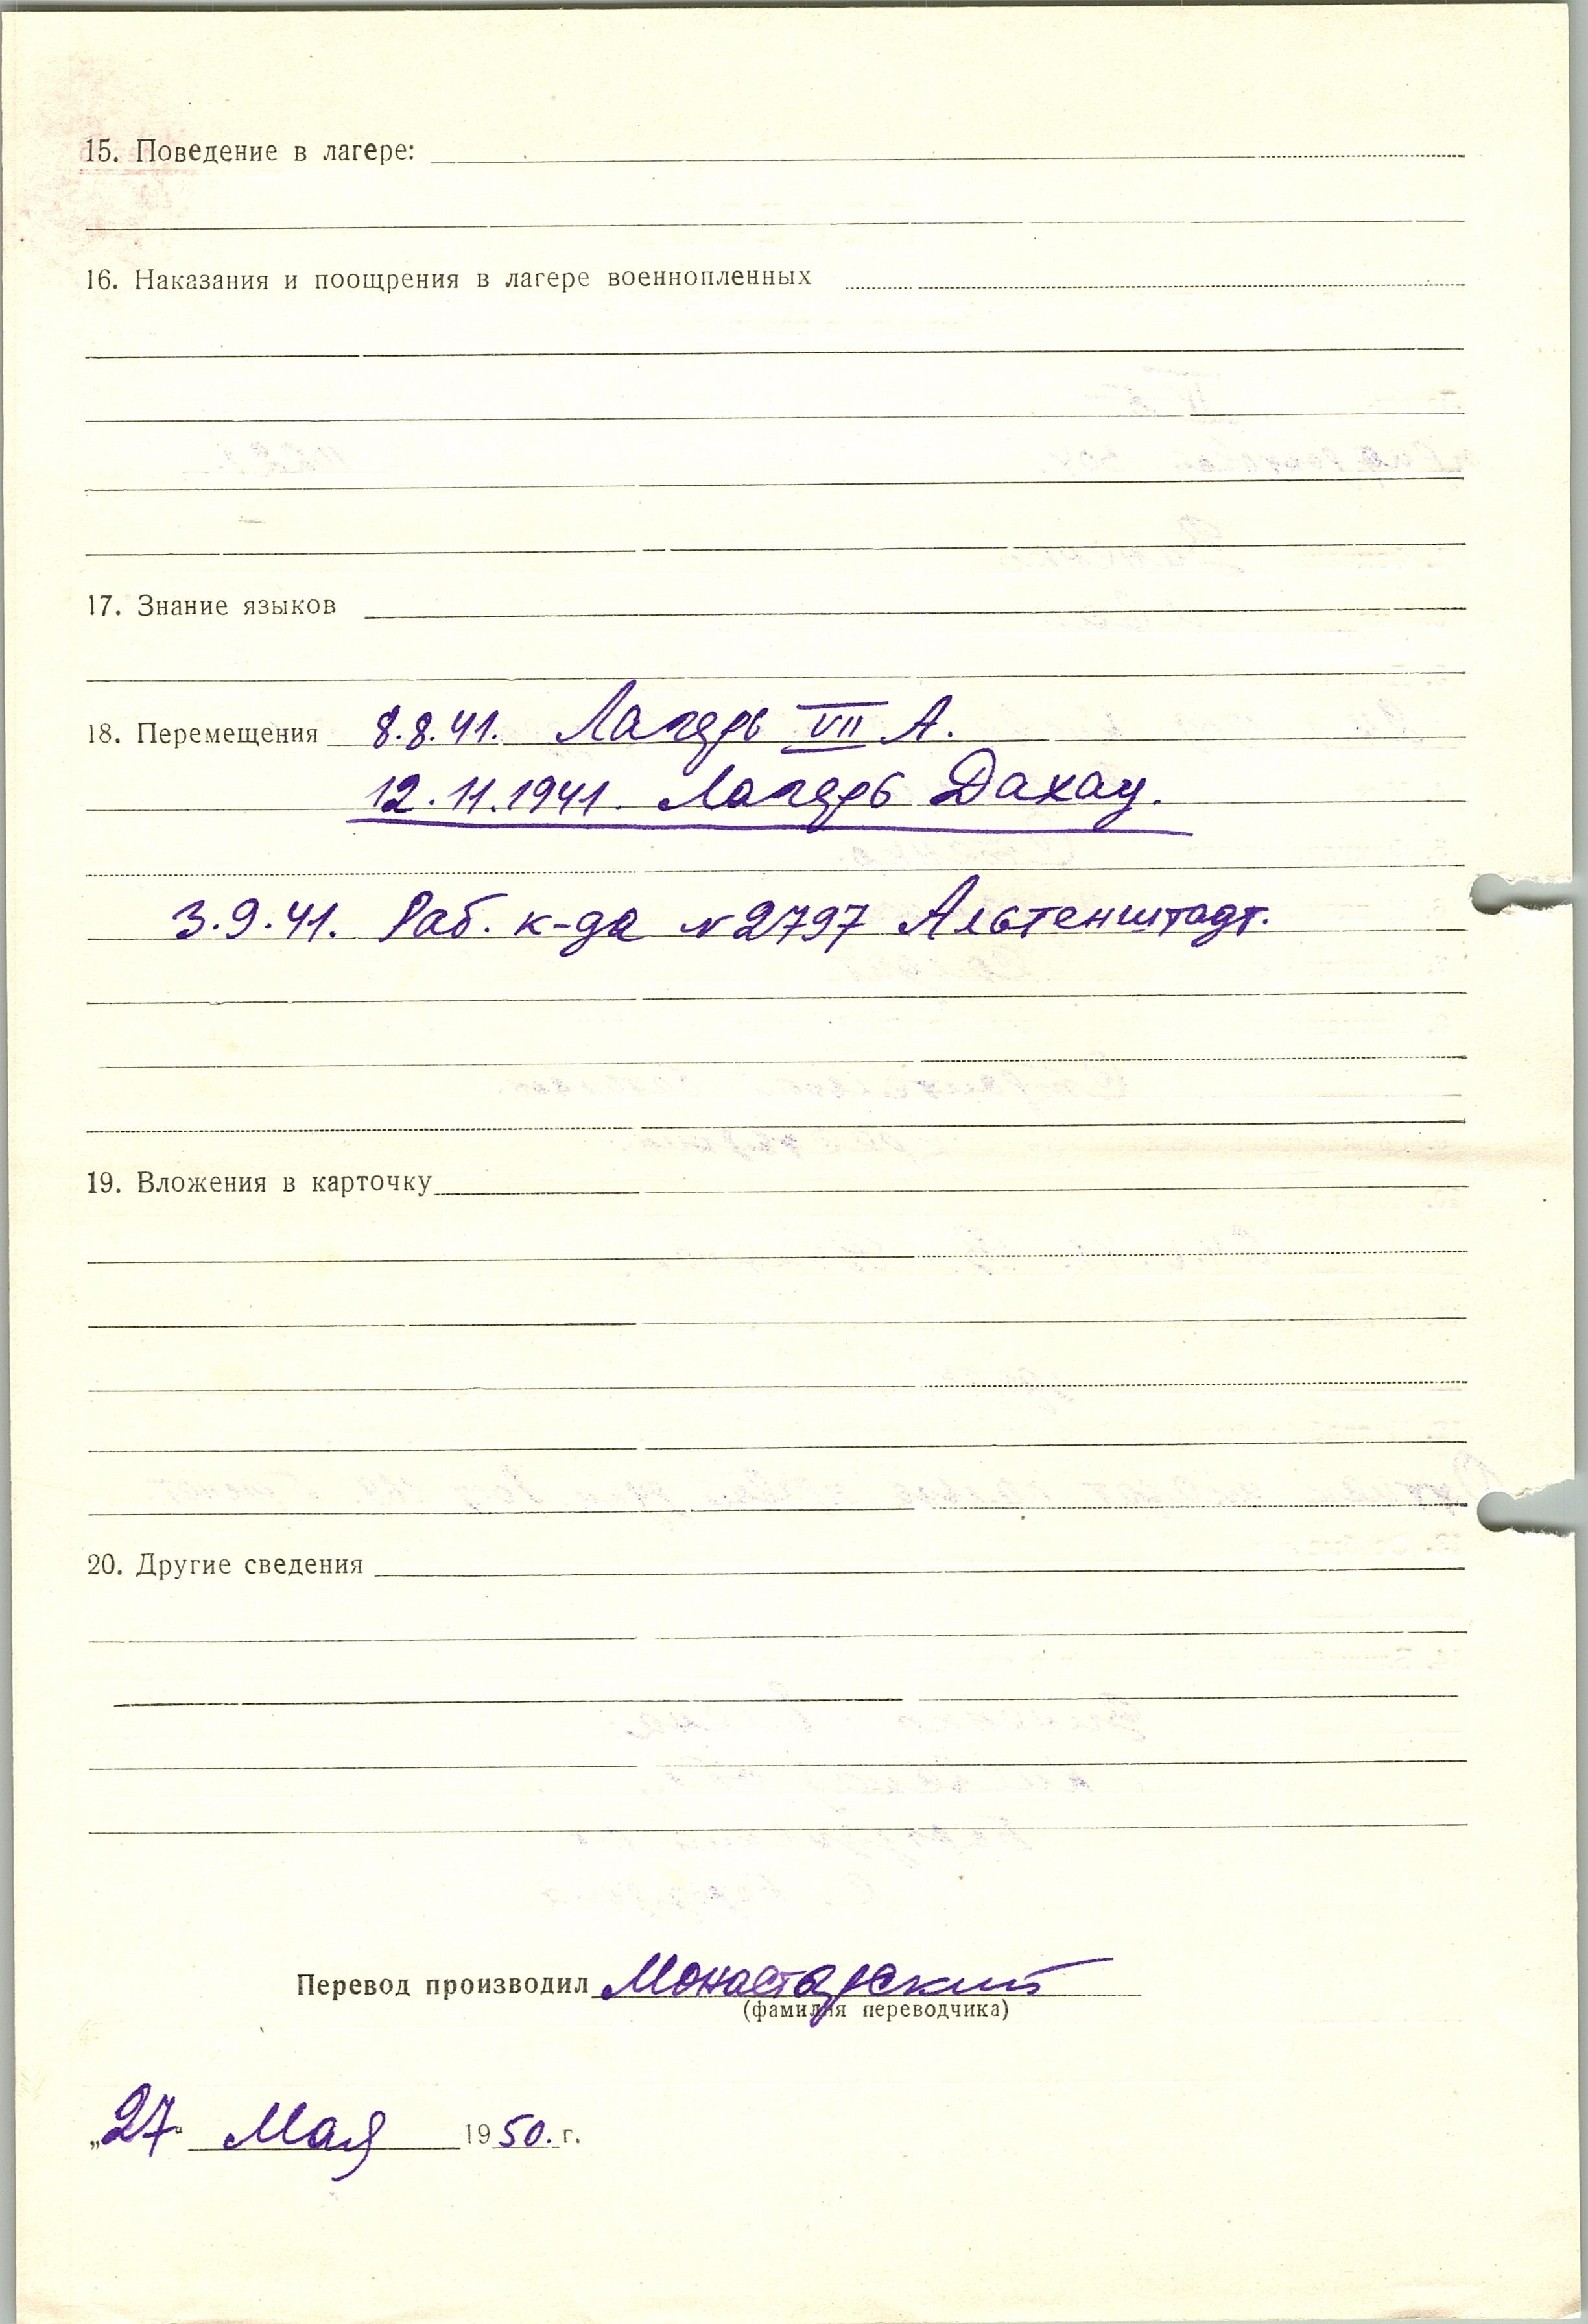 15. Поведение в лагере:
16. Наказания и поощрения в лагере военнопленных
17. Знание языков
18. Перемещения 8.8.41. Лагерь VII А.
12.11.1941. Лагерь Дахау.
3.9.41. Раб. к-да № 2797 Альтенштадт.
19. Вложения в карточку
20. Другие сведения
Перевод производил Монастырский
(фамилия переводчика)
„27“ Мая 1950. г.